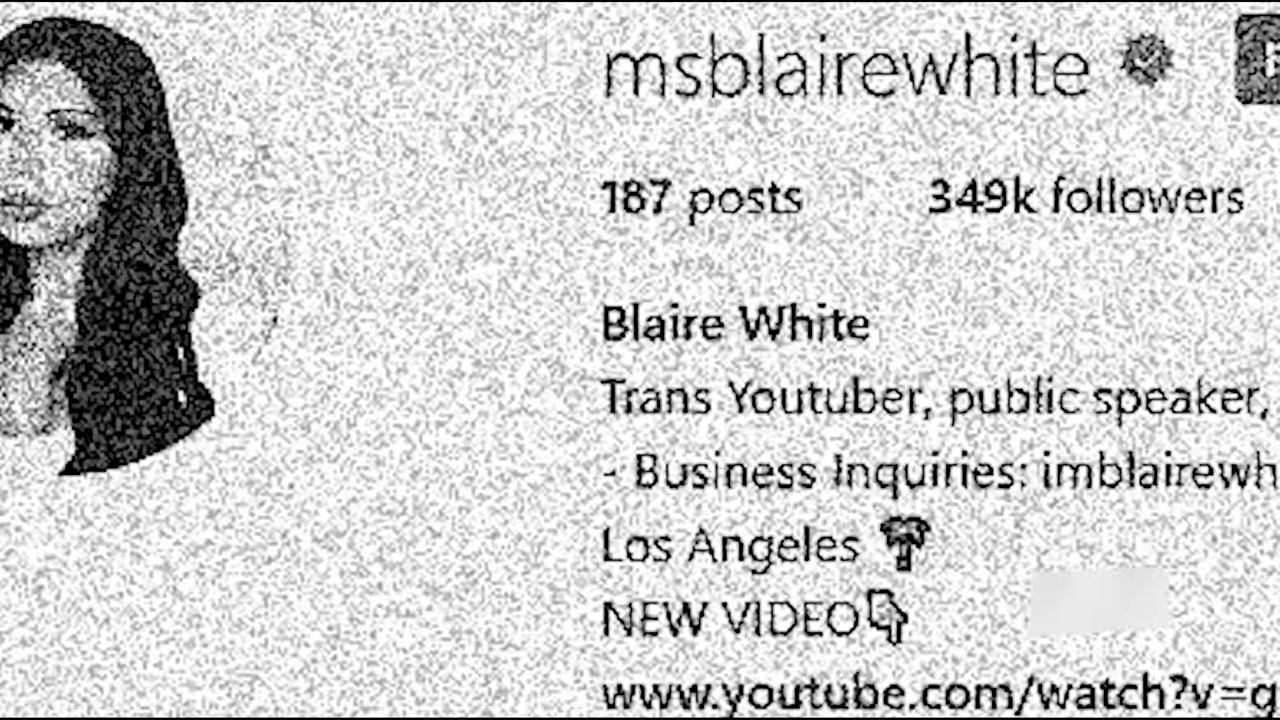 msblairewhite
187 posts 349k followers
Blaire White
Trans Youtuber, public speaker,
- Business Inquiries: imblairewh
Los Angeles 🌴
NEW VIDEO👇
www.youtube.com/watch?v=g